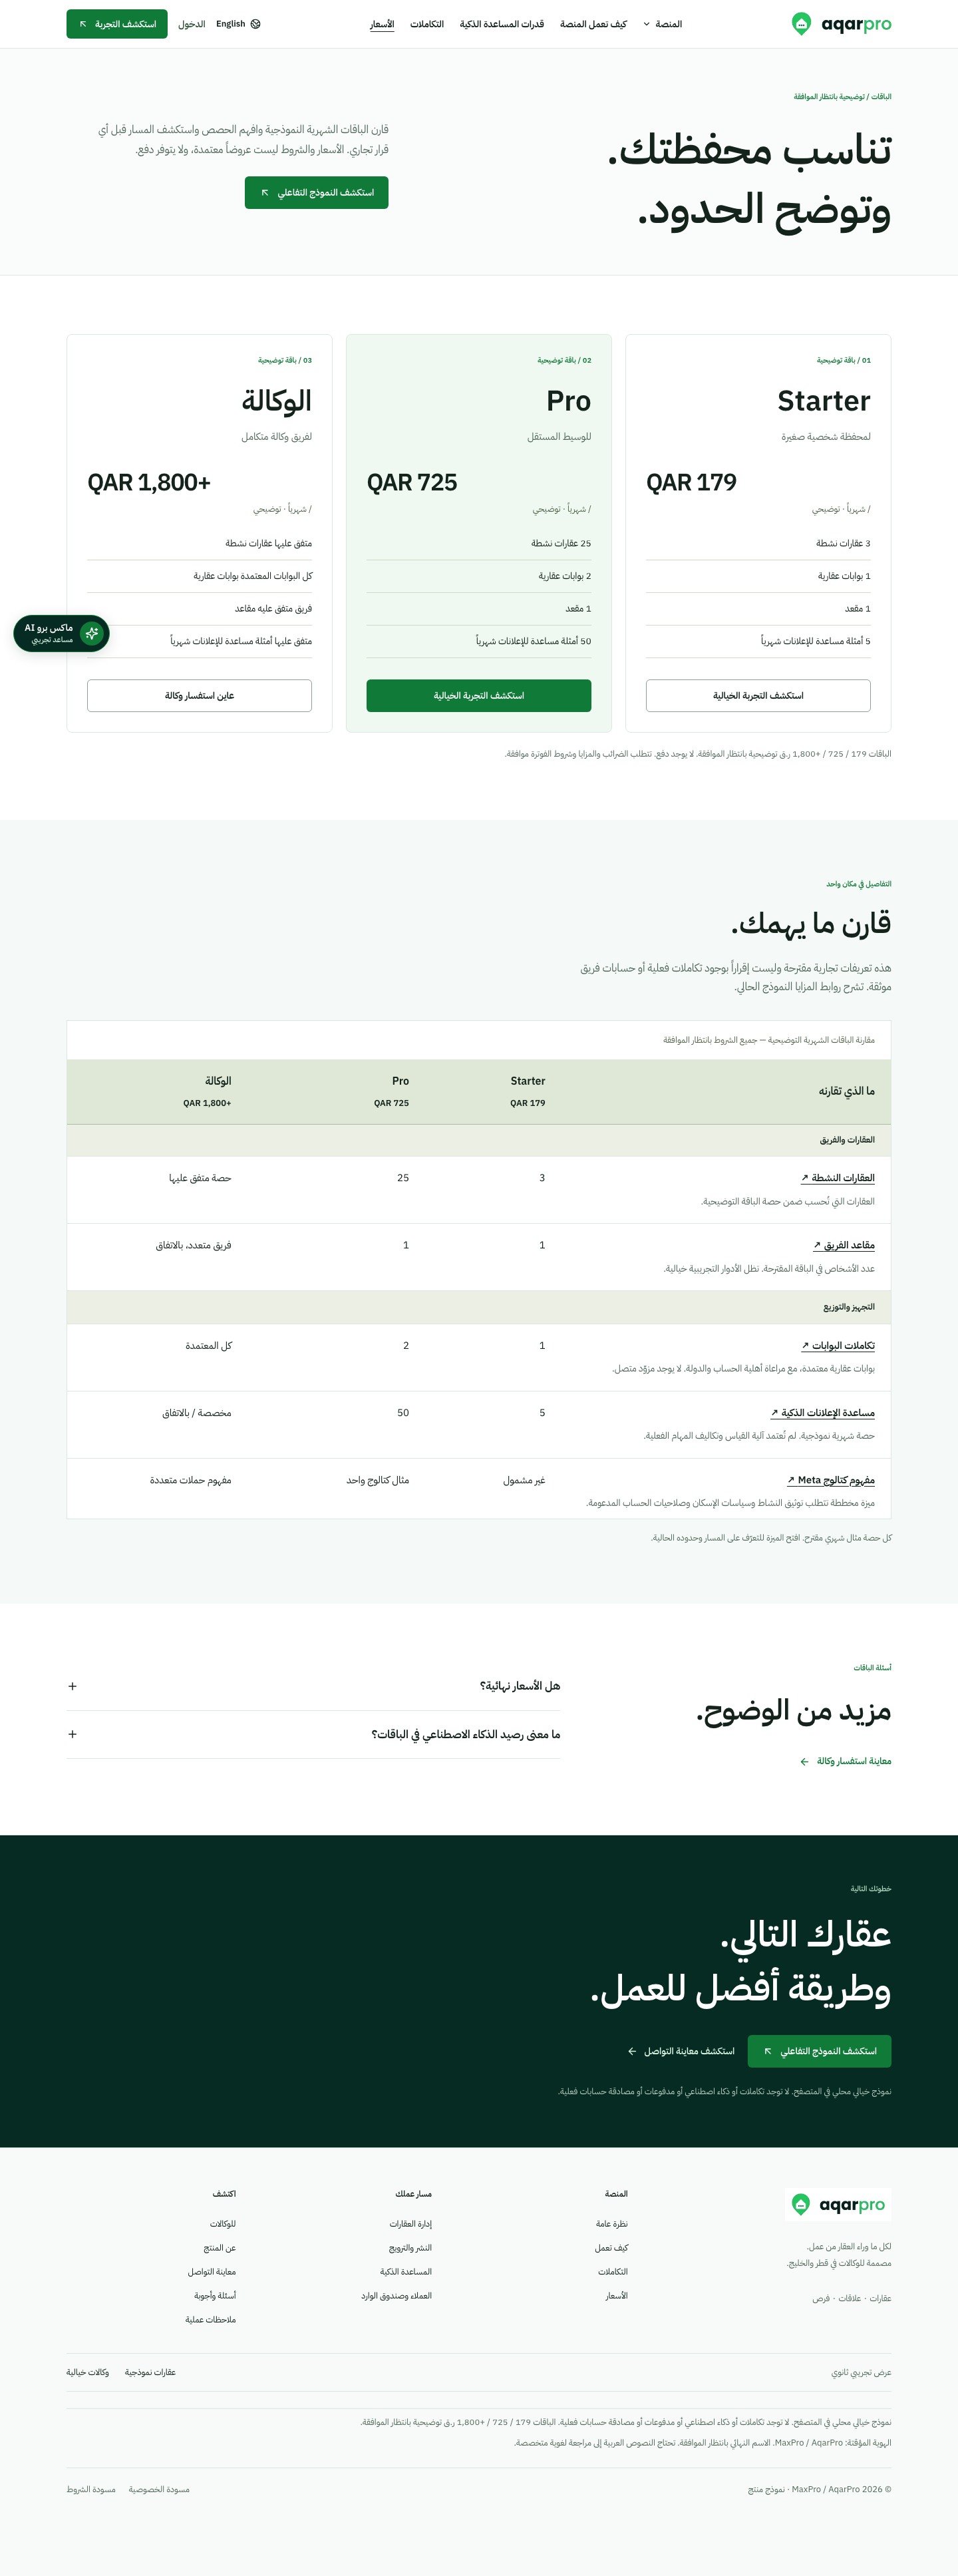 aqarpro
المنصة
كيف تعمل المنصة
قدرات المساعدة الذكية
التكاملات
الأسعار
English
الدخول
استكشف التجربة
الباقات / توضيحية بانتظار الموافقة
تناسب محفظتك.
وتوضح الحدود.
قارن الباقات الشهرية النموذجية وافهم الحصص واستكشف المسار قبل أي
قرار تجاري. الأسعار والشروط ليست عروضاً معتمدة، ولا يتوفر دفع.
استكشف النموذج التفاعلي
01 / باقة توضيحية
Starter
لمحفظة شخصية صغيرة
QAR 179
/ شهرياً · توضيحي
3 عقارات نشطة
1 بوابات عقارية
1 مقعد
5 أمثلة مساعدة للإعلانات شهرياً
استكشف التجربة الخيالية
02 / باقة توضيحية
Pro
للوسيط المستقل
QAR 725
/ شهرياً · توضيحي
25 عقارات نشطة
2 بوابات عقارية
1 مقعد
50 أمثلة مساعدة للإعلانات شهرياً
استكشف التجربة الخيالية
03 / باقة توضيحية
الوكالة
لفريق وكالة متكامل
QAR 1,800+
/ شهرياً · توضيحي
متفق عليها عقارات نشطة
كل البوابات المعتمدة بوابات عقارية
فريق متفق عليه مقاعد
متفق عليها أمثلة مساعدة للإعلانات شهرياً
عاين استفسار وكالة
ماكس برو AI
مساعد تجريبي
الباقات 179 / 725 / +1,800 ر.ق توضيحية بانتظار الموافقة. لا يوجد دفع. تتطلب الضرائب والمزايا وشروط الفوترة موافقة.
التفاصيل في مكان واحد
قارن ما يهمك.
هذه تعريفات تجارية مقترحة وليست إقراراً بوجود تكاملات فعلية أو حسابات فريق
موثقة. تشرح روابط المزايا النموذج الحالي.
مقارنة الباقات الشهرية التوضيحية — جميع الشروط بانتظار الموافقة
ما الذي تقارنه
Starter
QAR 179
Pro
QAR 725
الوكالة
QAR 1,800+
العقارات والفريق
العقارات النشطة ↗
3
25
حصة متفق عليها
العقارات التي تُحسب ضمن حصة الباقة التوضيحية.
مقاعد الفريق ↗
1
1
فريق متعدد، بالاتفاق
عدد الأشخاص في الباقة المقترحة. تظل الأدوار التجريبية خيالية.
التجهيز والتوزيع
تكاملات البوابات ↗
1
2
كل المعتمدة
بوابات عقارية معتمدة، مع مراعاة أهلية الحساب والدولة. لا يوجد مزوّد متصل.
مساعدة الإعلانات الذكية ↗
5
50
مخصصة / بالاتفاق
حصة شهرية نموذجية. لم تُعتمد آلية القياس وتكاليف المهام الفعلية.
مفهوم كتالوج Meta ↗
غير مشمول
مثال كتالوج واحد
مفهوم حملات متعددة
ميزة مخططة تتطلب توثيق النشاط وسياسات الإسكان وصلاحيات الحساب المدعومة.
كل حصة مثال شهري مقترح. افتح الميزة للتعرّف على المسار وحدوده الحالية.
أسئلة الباقات
مزيد من الوضوح.
معاينة استفسار وكالة
هل الأسعار نهائية؟
ما معنى رصيد الذكاء الاصطناعي في الباقات؟
خطوتك التالية
عقارك التالي.
وطريقة أفضل للعمل.
استكشف النموذج التفاعلي
استكشف معاينة التواصل
نموذج خيالي محلي في المتصفح. لا توجد تكاملات أو ذكاء اصطناعي أو مدفوعات أو مصادقة حسابات فعلية.
aqarpro
لكل ما وراء العقار من عمل.
مصممة للوكالات في قطر والخليج.
عقارات · علاقات · فرص
المنصة
نظرة عامة
كيف تعمل
التكاملات
الأسعار
مسار عملك
إدارة العقارات
النشر والترويج
المساعدة الذكية
العملاء وصندوق الوارد
اكتشف
للوكالات
عن المنتج
معاينة التواصل
أسئلة وأجوبة
ملاحظات عملية
عرض تجريبي ثانوي
عقارات نموذجية
وكالات خيالية
نموذج خيالي محلي في المتصفح. لا توجد تكاملات أو ذكاء اصطناعي أو مدفوعات أو مصادقة حسابات فعلية. الباقات 179 / 725 / +1,800 ر.ق توضيحية بانتظار الموافقة.
الهوية المؤقتة: MaxPro / AqarPro. الاسم النهائي بانتظار الموافقة. تحتاج النصوص العربية إلى مراجعة لغوية متخصصة.
© 2026 MaxPro / AqarPro · نموذج منتج
مسودة الخصوصية
مسودة الشروط